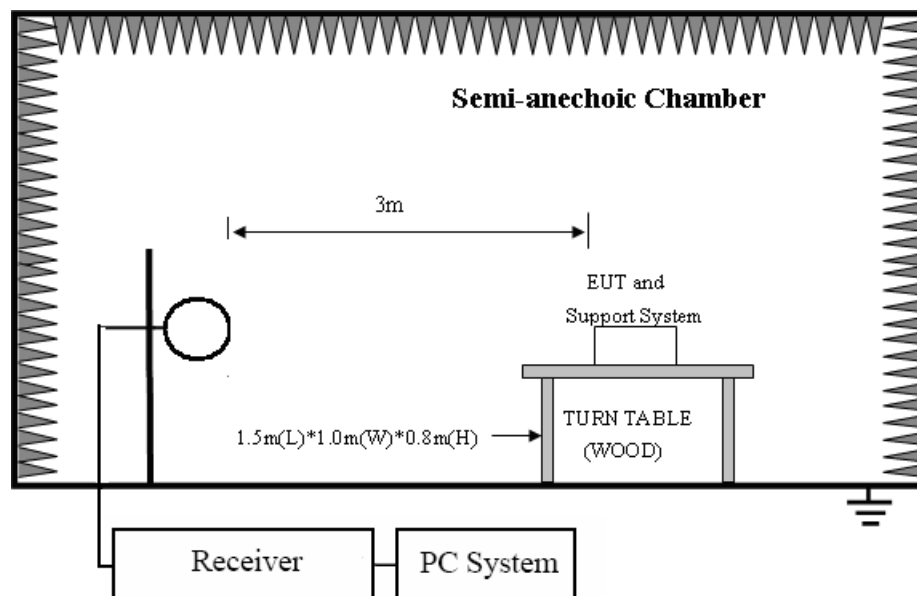 Semi-anechoic Chamber
3m
EUT and
Support System
1.5m(L)*1.0m(W)*0.8m(H)
TURN TABLE
(WOOD)
Receiver
PC System